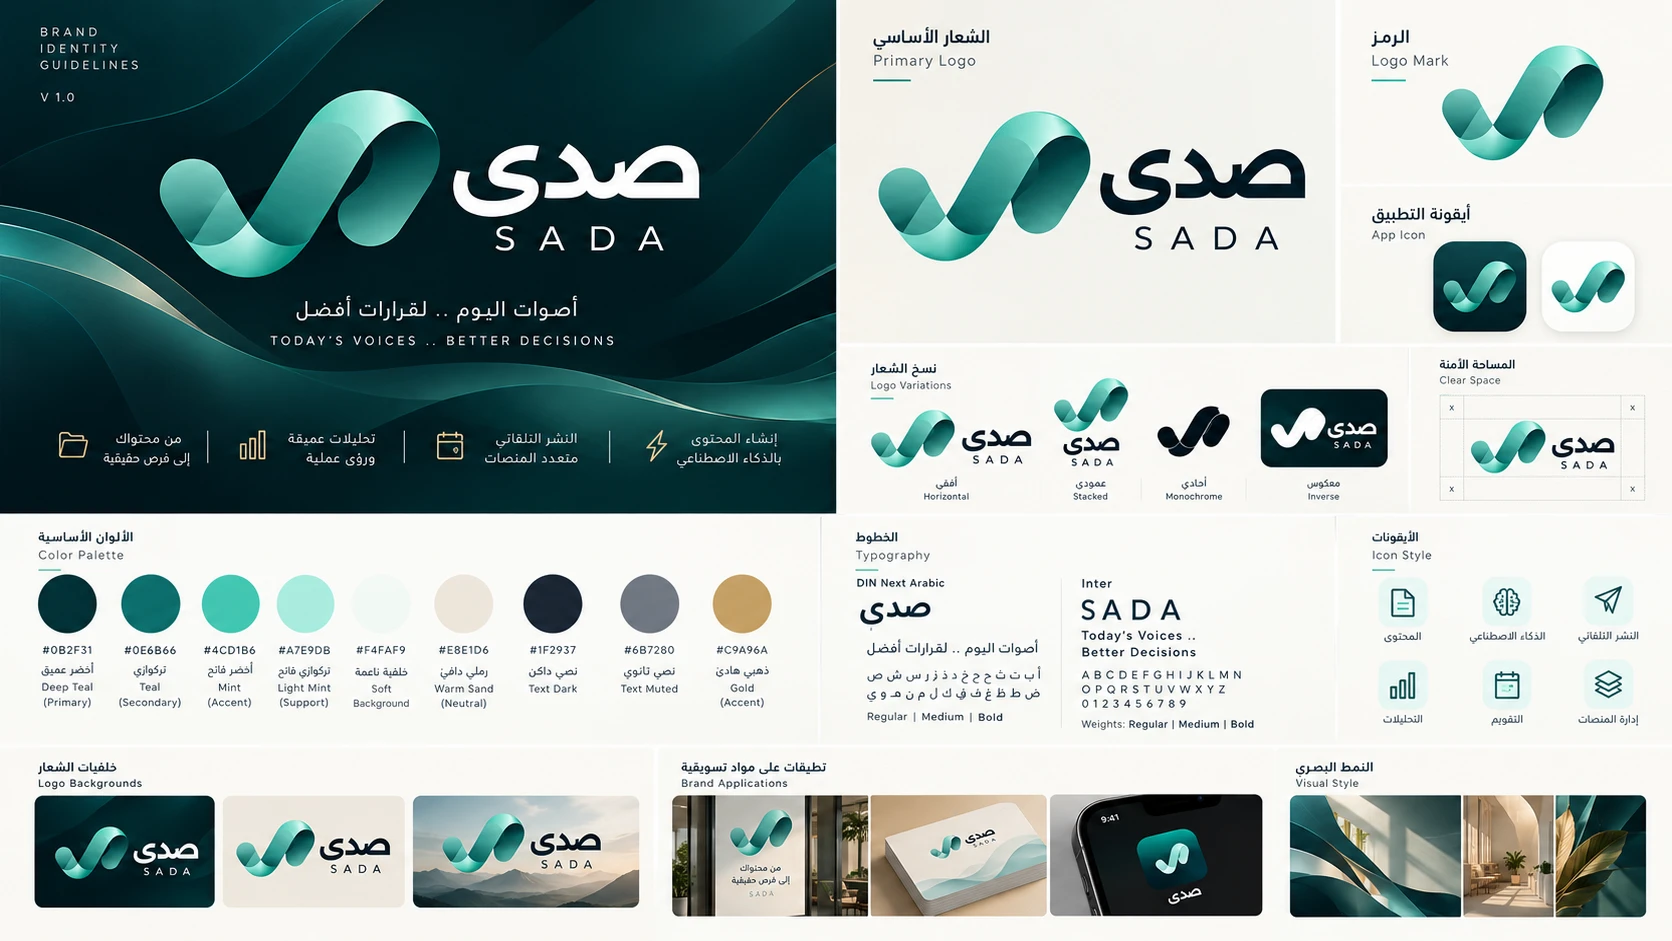 BRAND
IDENTITY
GUIDELINES
V 1.0
صدى
SADA
أصوات اليوم .. لقرارات أفضل
TODAY'S VOICES .. BETTER DECISIONS
إنشاء المحتوى
بالذكاء الاصطناعي
النشر التلقاتي
متعدد المنصات
تحليلات عميقة
ورؤى عملية
من محتواك
إلى فرص حقيقية
الشعار الأساسي
Primary Logo
صدى
SADA
الرمز
Logo Mark
أيقونة التطبيق
App Icon
نسخ الشعار
Logo Variations
صدى
SADA
أفقي
Horizontal
صدى
SADA
عمودي
Stacked
أحادي
Monochrome
صدى
SADA
معكوس
Inverse
المساحة الأمنة
Clear Space
x
x
صدى
SADA
x
x
الألوان الأساسية
Color Palette
#0B2F31
أخضر عميق
Deep Teal
(Primary)
#0E6B66
تركوازي
Teal
(Secondary)
#4CD1B6
أخضر فاتح
Mint
(Accent)
#A7E9DB
تركوازي فاتح
Light Mint
(Support)
#F4FAF9
خلفية ناعمة
Soft
Background
#E8E1D6
رملي دافئ
Warm Sand
(Neutral)
#1F2937
نصي داكن
Text Dark
#6B7280
نصي ثانوي
Text Muted
#C9A96A
ذهبي هادئ
Gold
(Accent)
الخطوط
Typography
DIN Next Arabic
صدى
أصوات اليوم .. لقرارات أفضل
أ ب ت ث ج ح خ د ذ ز ر س ش ص
ض ط ظ غ ف ق ك ل م ن هـ و ي
Regular | Medium | Bold
Inter
SADA
Today's Voices ..
Better Decisions
A B C D E F G H I J K L M N
O P Q R S T U V W X Y Z
0 1 2 3 4 5 6 7 8 9
Weights: Regular | Medium | Bold
الأيقونات
Icon Style
المحتوى
الذكاء الاصطناعي
النشر التلقاتي
التحليلات
التقويم
إدارة المنصات
خلفيات الشعار
Logo Backgrounds
صدى
SADA
صدى
SADA
صدى
SADA
تطبيقات على مواد تسويقية
Brand Applications
من محتواك
إلى فرص حقيقية
SADA
صدى
SADA
9:41
صدى
النمط البصري
Visual Style